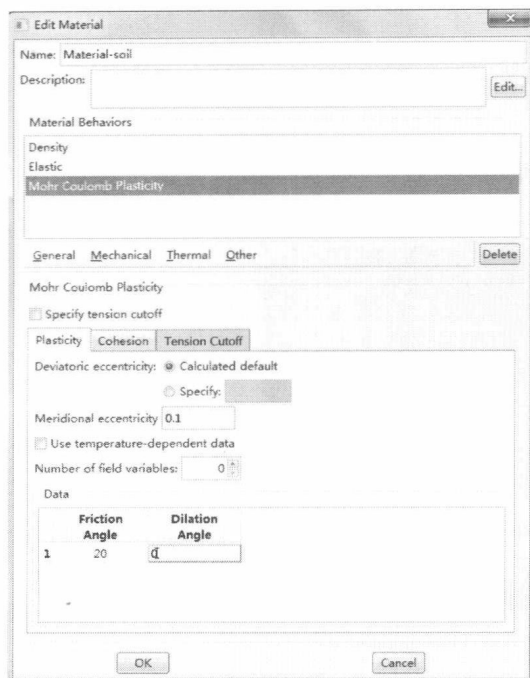 Edit Material
Name: Material-soil
Description:
Edit...
Material Behaviors
Density
Elastic
Mohr Coulomb Plasticity
General Mechanical Thermal Other
Delete
Mohr Coulomb Plasticity
Specify tension cutoff
Plasticity Cohesion Tension Cutoff
Deviatoric eccentricity: Calculated default
Specify:
Meridional eccentricity 0.1
Use temperature-dependent data
Number of field variables: 0
Data
Friction Angle Dilation Angle
1 20 0
OK Cancel